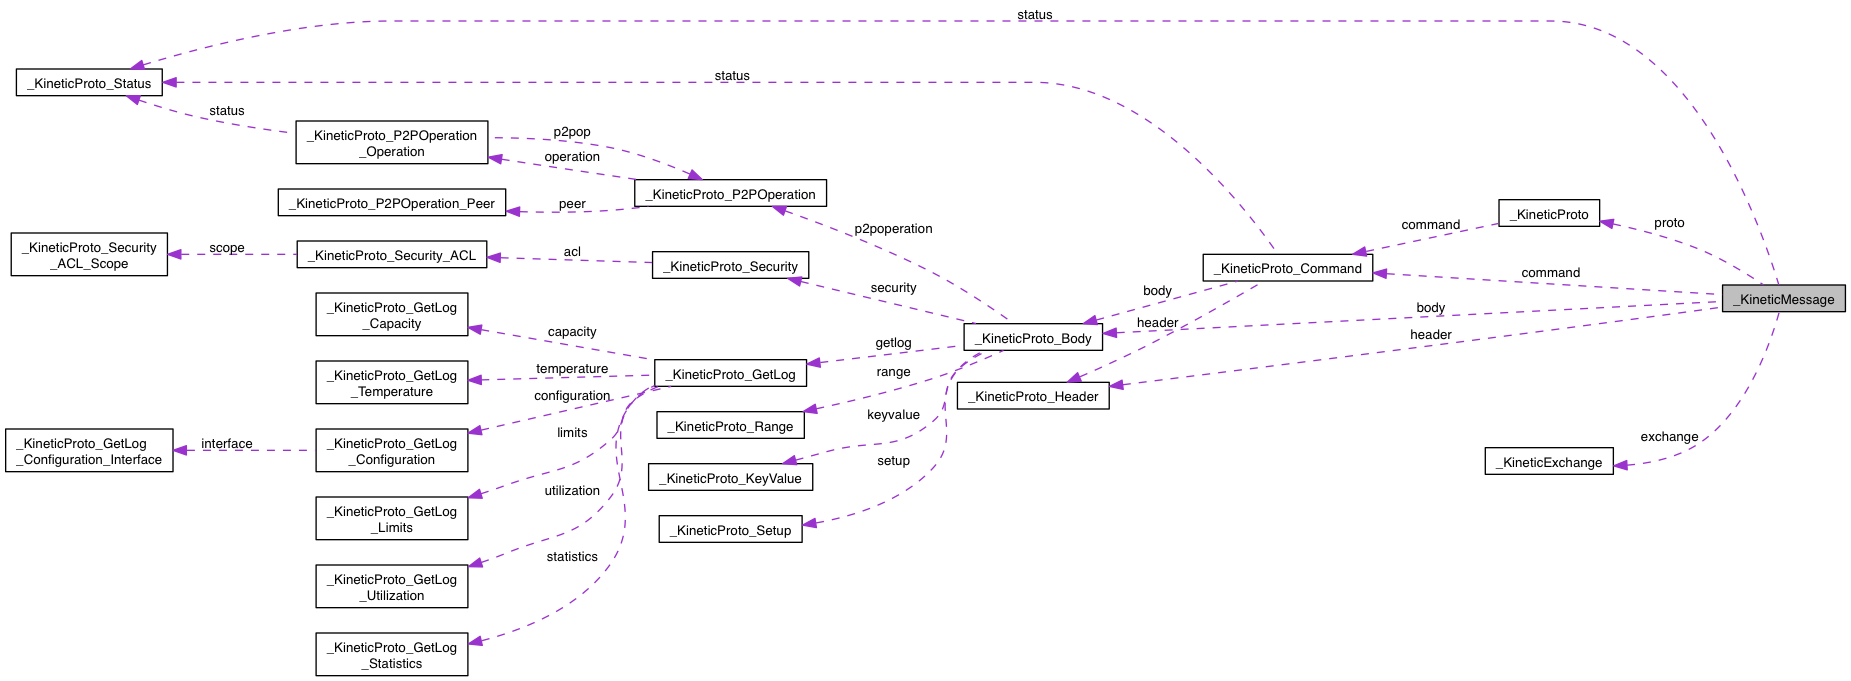 status
_KineticProto_Status
status
status
_KineticProto_P2POperation
_Operation
p2pop
operation
_KineticProto_P2POperation
_KineticProto_P2POperation_Peer
peer
p2poperation
_KineticProto
proto
command
_KineticProto_Security
_ACL_Scope
scope
_KineticProto_Security_ACL
acl
_KineticProto_Security
security
_KineticProto_Command
command
_KineticMessage
body
body
header
header
_KineticProto_Body
_KineticProto_Header
_KineticProto_GetLog
_Capacity
capacity
getlog
_KineticProto_GetLog
range
_KineticProto_GetLog
_Temperature
temperature
configuration
_KineticProto_Range
keyvalue
_KineticProto_GetLog
_Configuration_Interface
interface
_KineticProto_GetLog
_Configuration
limits
_KineticProto_KeyValue
setup
exchange
_KineticExchange
_KineticProto_GetLog
_Limits
utilization
_KineticProto_Setup
_KineticProto_GetLog
_Utilization
statistics
_KineticProto_GetLog
_Statistics